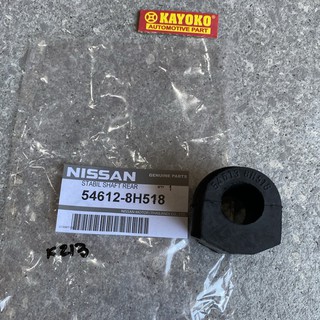 KAYOKO
AUTOMOTIVE PART
NISSAN
GENUINE PARTS
STABIL SHAFT REAR
54612-8H518
K213